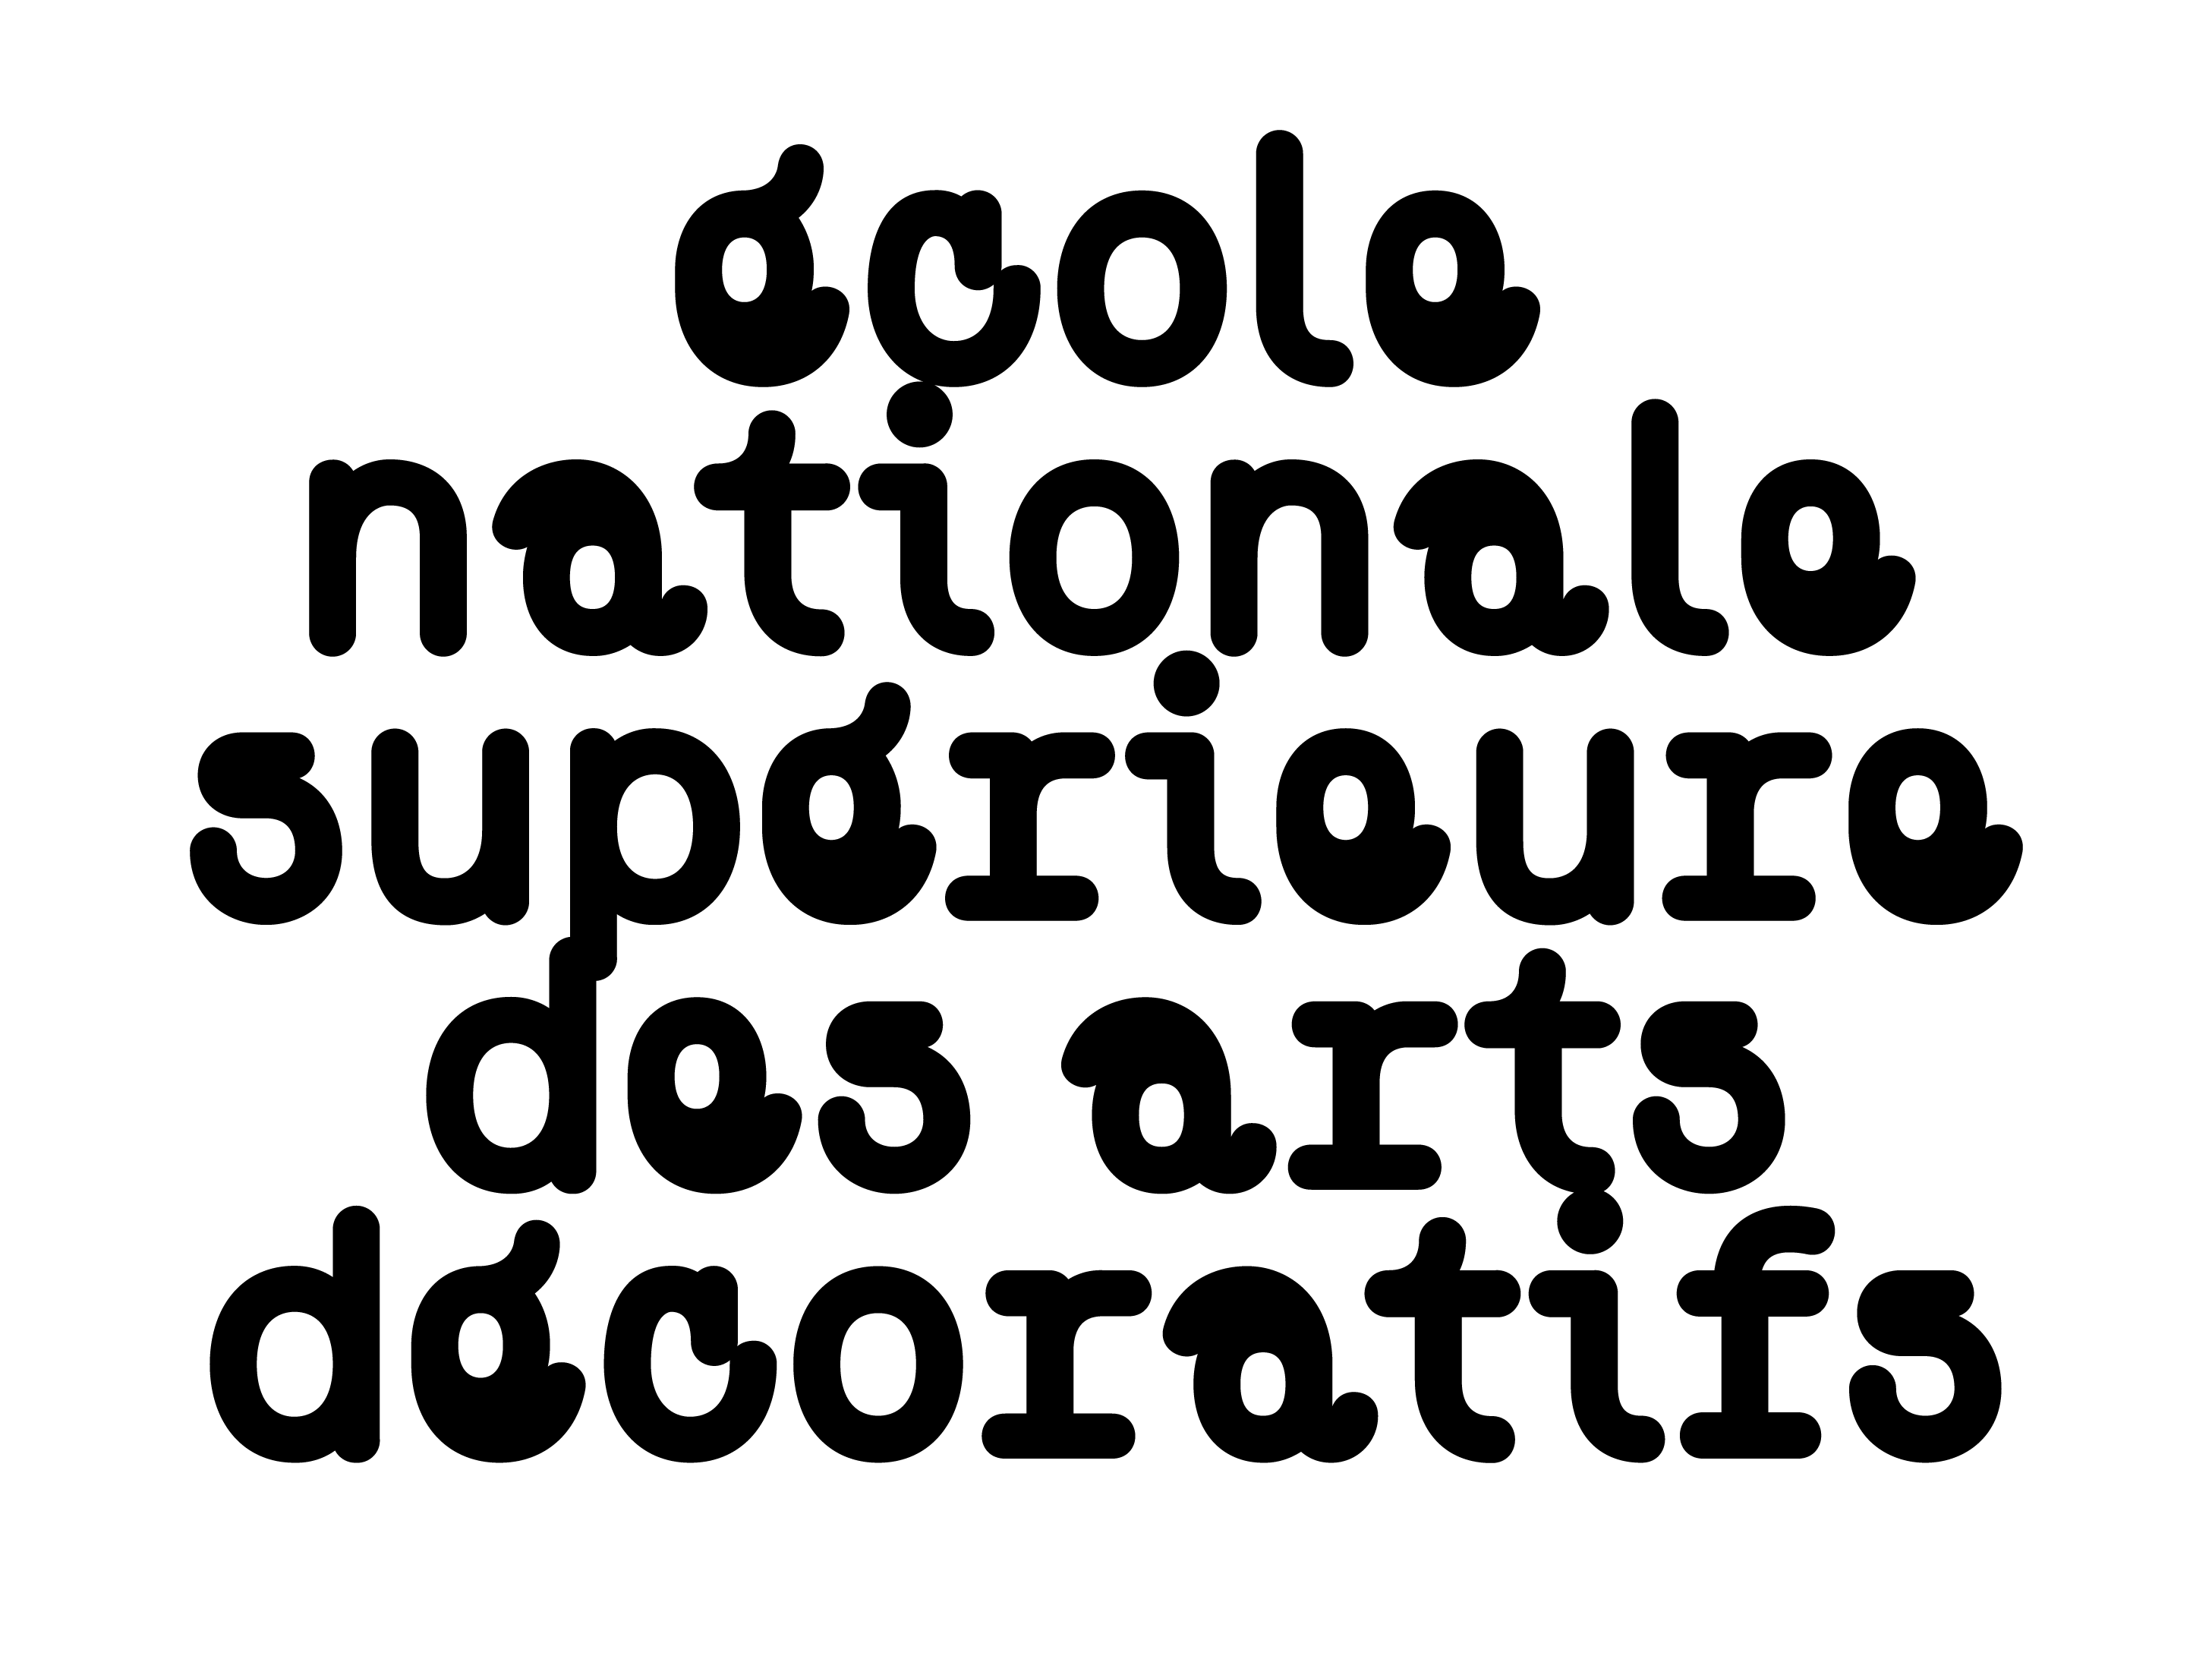 école
nationale
supérieure
des arts
décoratifs